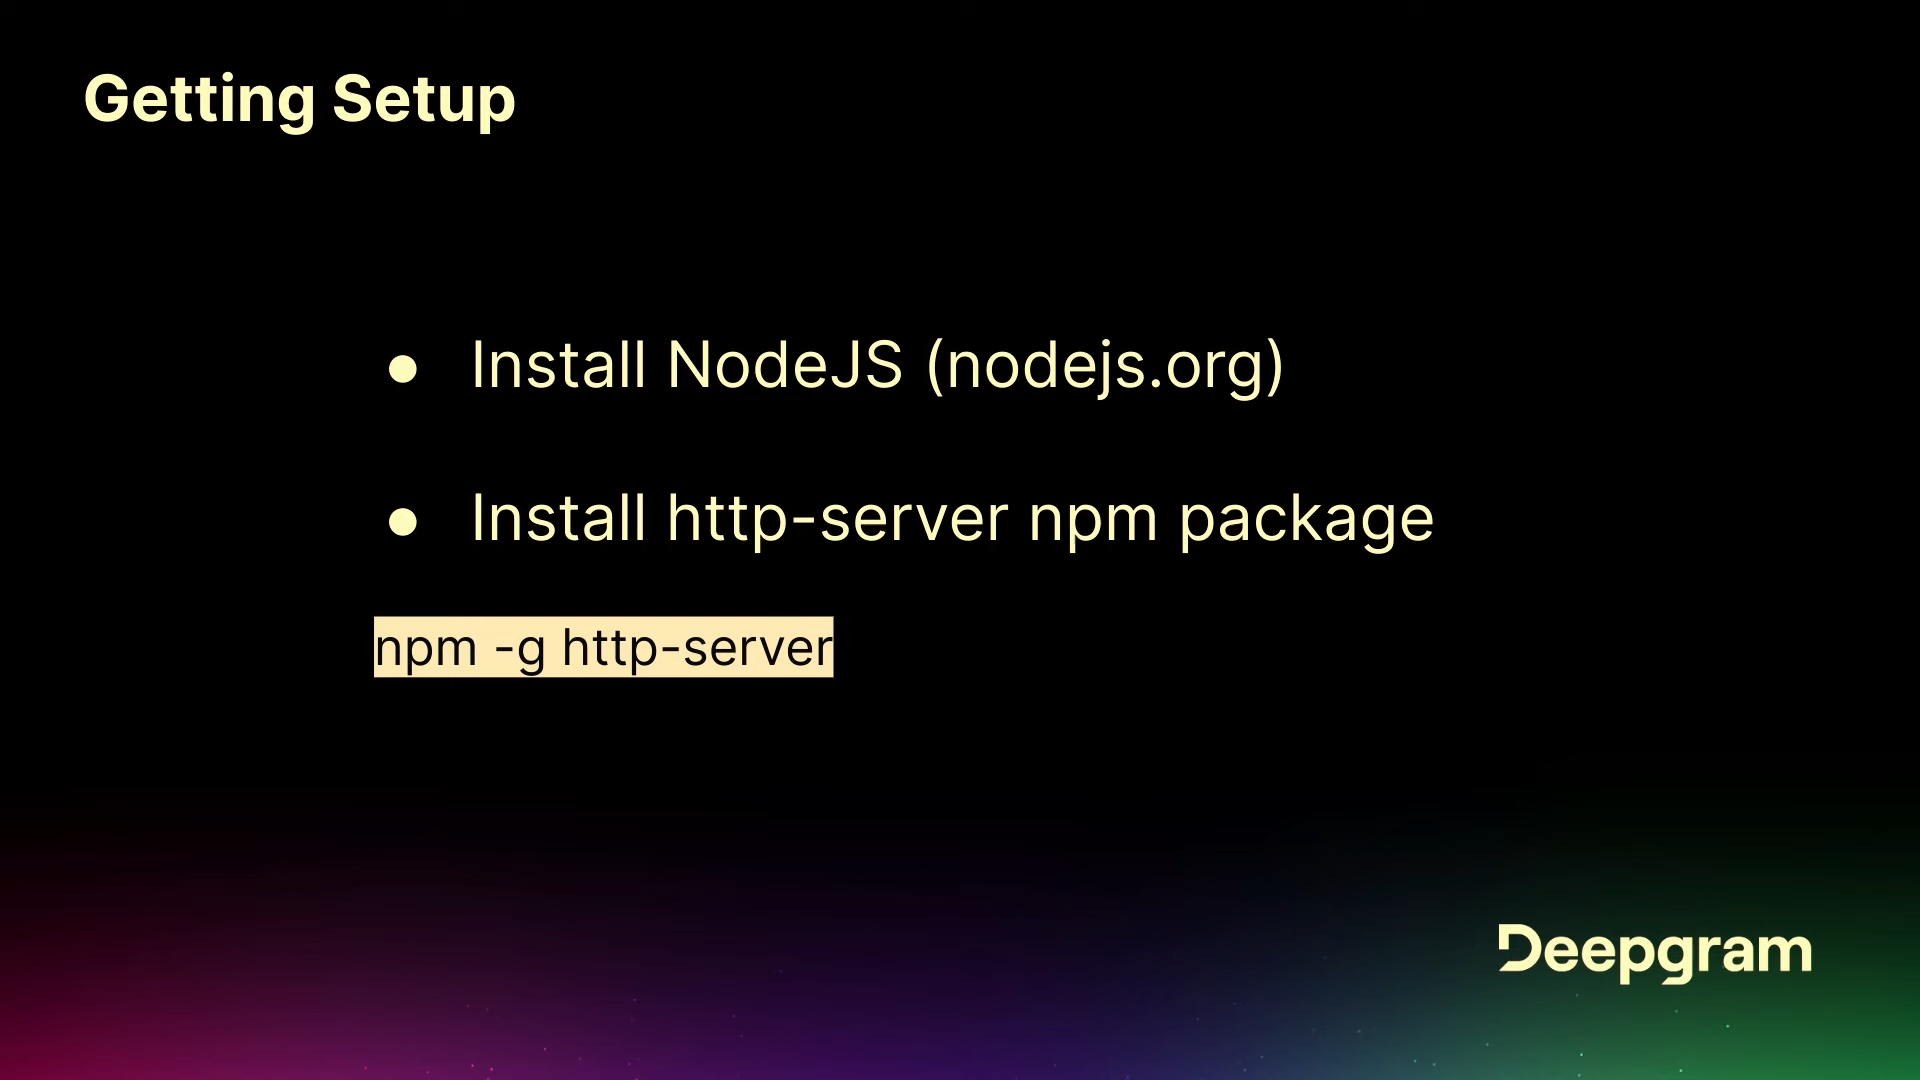 Getting Setup
● Install NodeJS (nodejs.org)
● Install http-server npm package
npm -g http-server
Deepgram